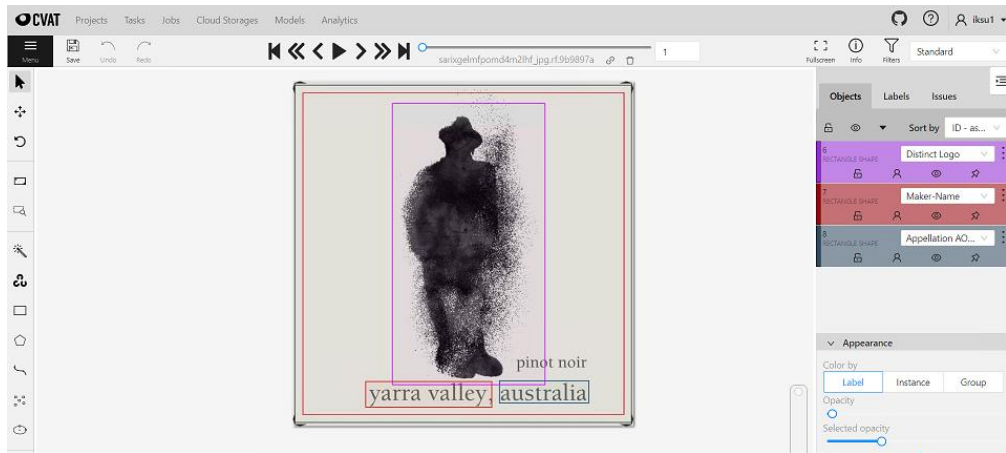 CVAT Projects Tasks Jobs Cloud Storages Models Analytics iksu1
Menu Save Undo Redo sarixgelmfpomd4m2lhf_jpg.rf.9b9897a 1 Fullscreen Info Filters Standard
Objects Labels Issues
Sort by ID - as...
6
RECTANGLE SHAPE
Distinct Logo
7
RECTANGLE SHAPE
Maker-Name
8
RECTANGLE SHAPE
Appellation AO...
pinot noir
yarra valley, australia
Appearance
Color by
Label Instance Group
Opacity
Selected opacity